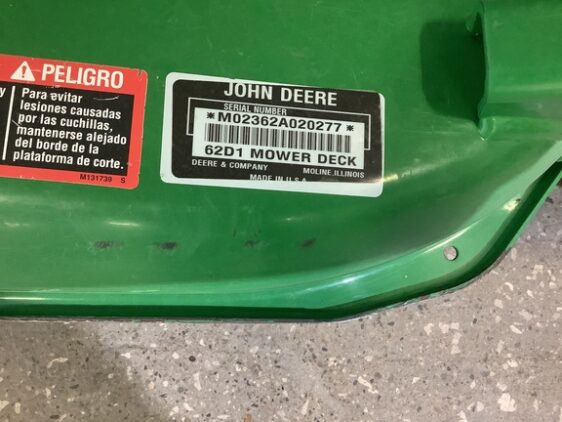 PELIGRO
y
Para evitar
lesiones causadas
por las cuchillas,
mantenerse alejado
del borde de la
plataforma de corte.
M131739 S
JOHN DEERE
SERIAL NUMBER
*M02362A020277*
62D1 MOWER DECK
DEERE & COMPANY MOLINE, ILLINOIS
MADE IN U.S.A.